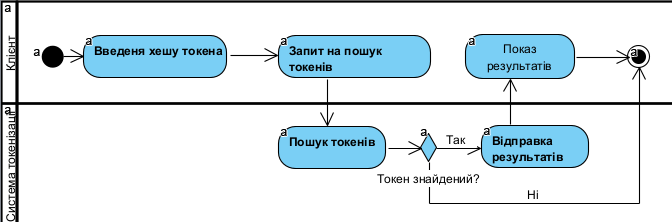 а
Клієнт
а
а
Введеня хешу токена
а
Запит на пошук
токенів
а
Показ
результатів
а
а
Система токенізації
а
Пошук токенів
а
Токен знайдений?
Так
а
Відправка
результатів
Ні